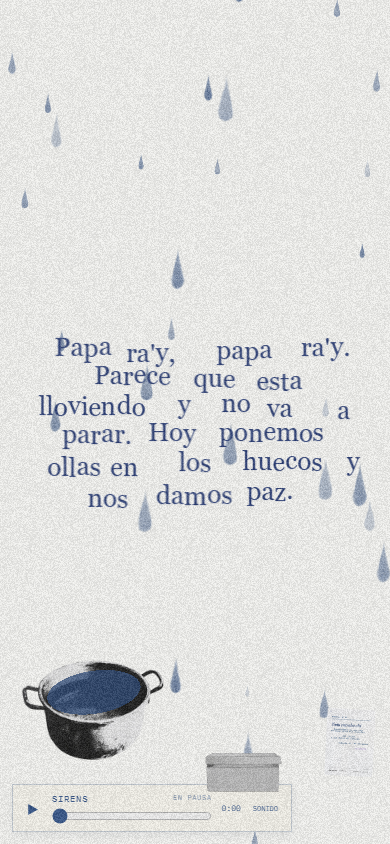 Papa ra'y, papa ra'y.
Parece que esta
lloviendo y no va a
parar. Hoy ponemos
ollas en los huecos y
nos damos paz.
SIRENS
EN PAUSA
0:00
SONIDO